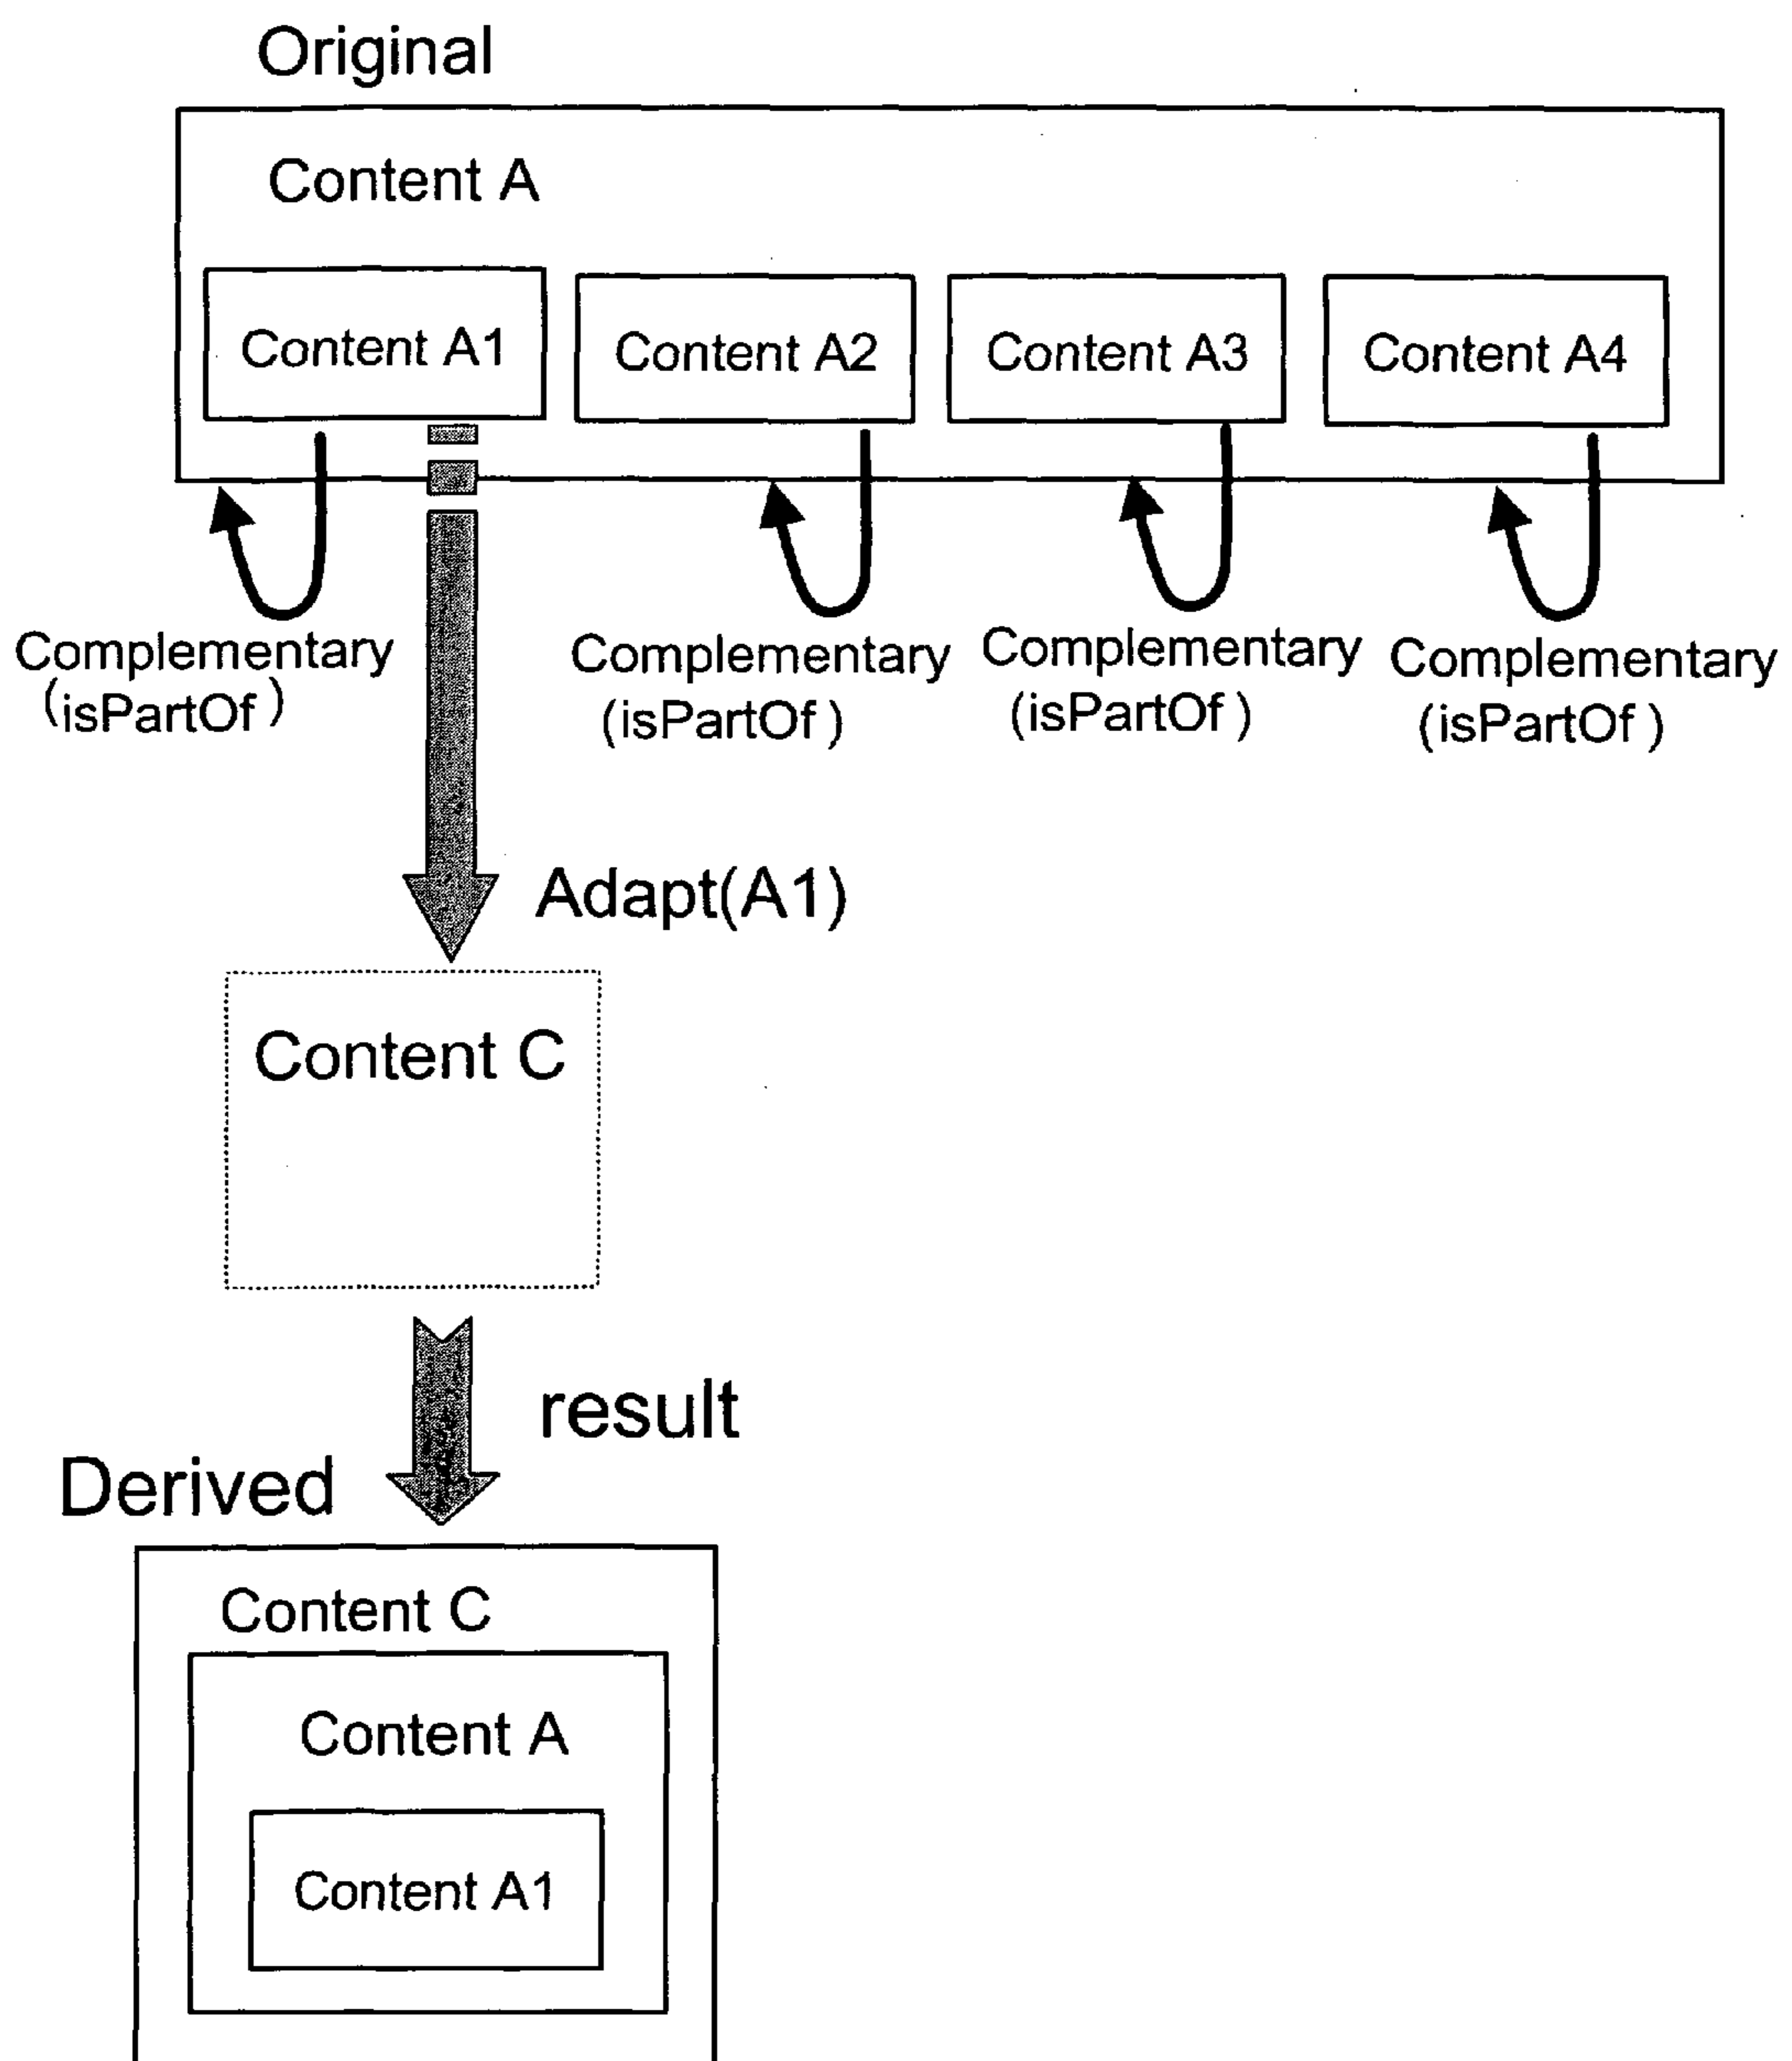 Original
Content A
Content A1
Content A2
Content A3
Content A4
Complementary
(isPartOf)
Complementary
(isPartOf)
Complementary
(isPartOf)
Complementary
(isPartOf)
Adapt(A1)
Content C
result
Derived
Content C
Content A
Content A1